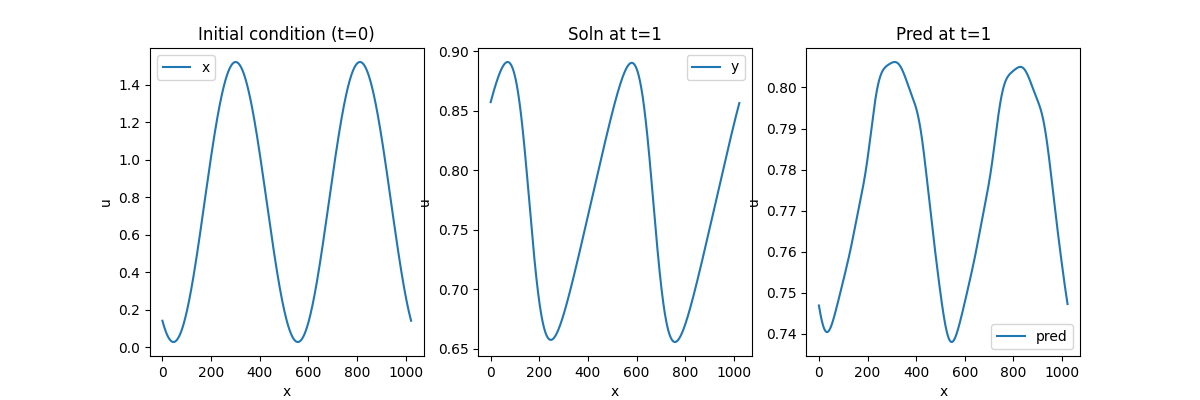 Initial condition (t=0)
x
u
1.4
1.2
1.0
0.8
0.6
0.4
0.2
0.0
0 200 400 600 800 1000
x
Soln at t=1
y
u
0.90
0.85
0.80
0.75
0.70
0.65
0 200 400 600 800 1000
x
Pred at t=1
pred
u
0.80
0.79
0.78
0.77
0.76
0.75
0.74
0 200 400 600 800 1000
x